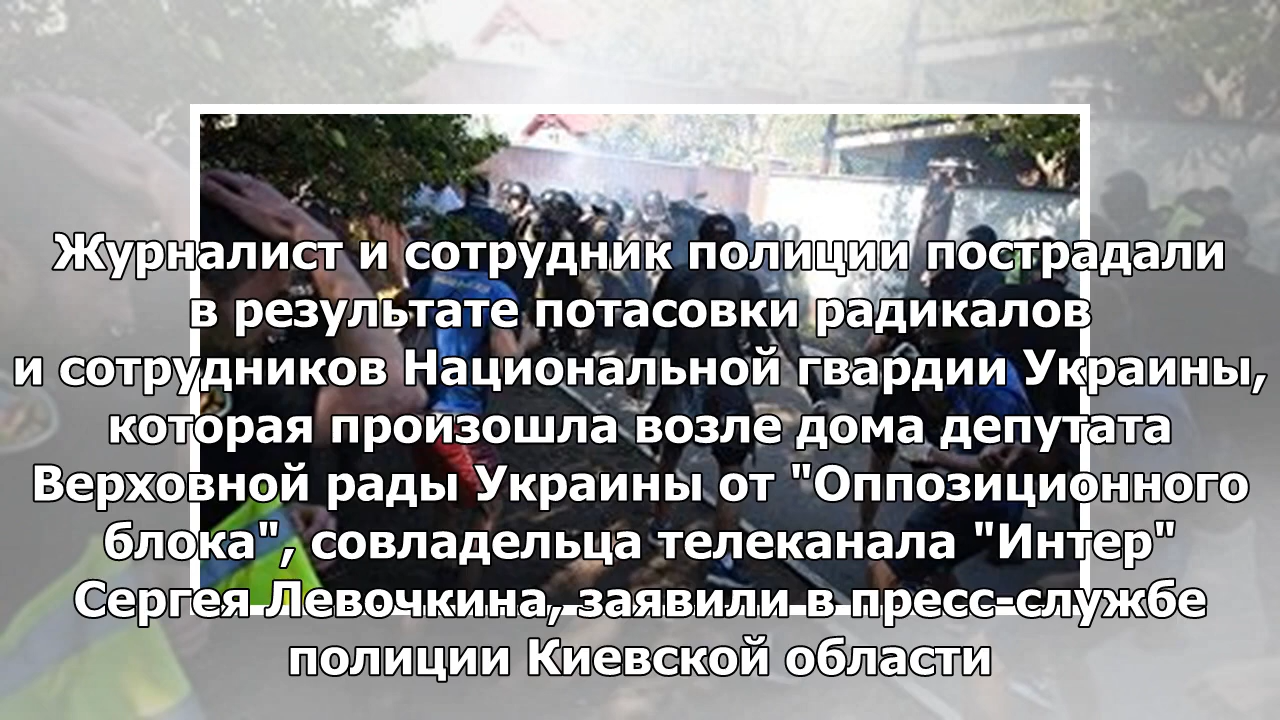 Журналист и сотрудник полиции пострадали
в результате потасовки радикалов
и сотрудников Национальной гвардии Украины,
которая произошла возле дома депутата
Верховной рады Украины от "Оппозиционного
блока", совладельца телеканала "Интер"
Сергея Левочкина, заявили в пресс-службе
полиции Киевской области